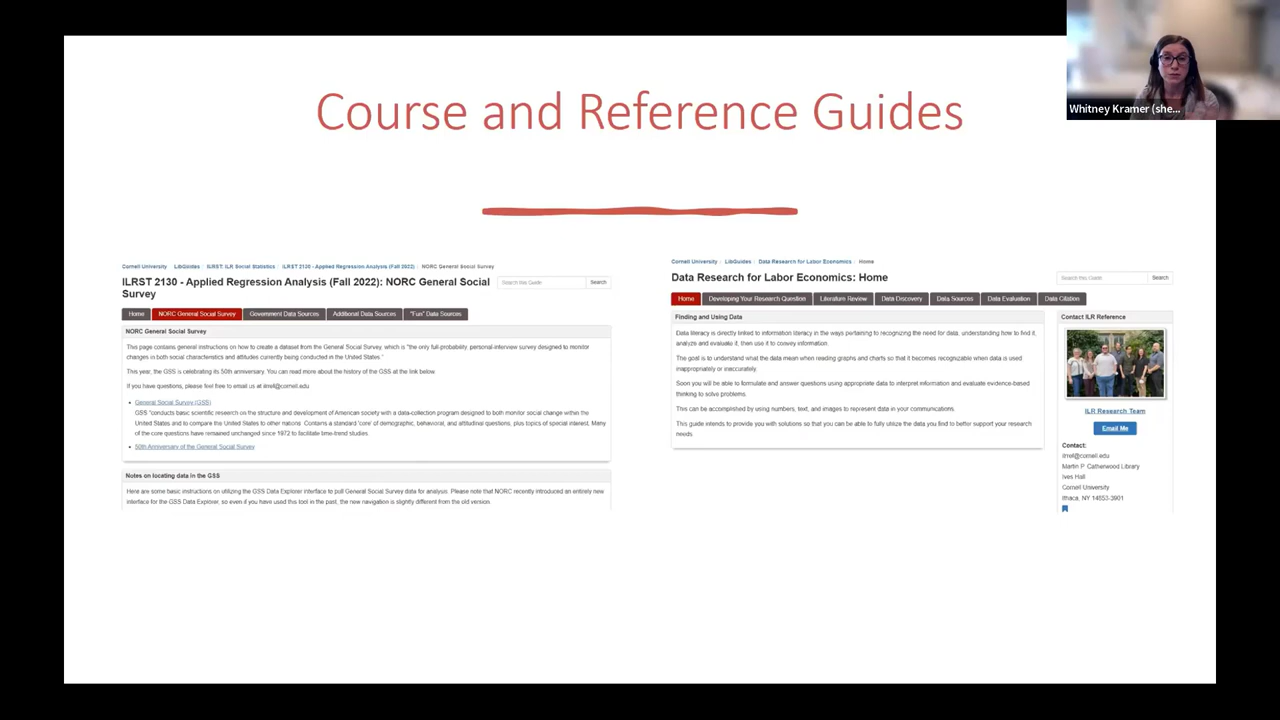 Course and Reference Guides
Whitney Kramer (she...
Cornell University LibGuides ILRST: ILR Social Statistics ILRST 2130 - Applied Regression Analysis (Fall 2022) NORC General Social Survey
ILRST 2130 - Applied Regression Analysis (Fall 2022): NORC General Social
Survey
Search this Guide Search
Home NORC General Social Survey Government Data Sources Additional Data Sources "Fun" Data Sources
NORC General Social Survey
This page contains general instructions on how to create a dataset from the General Social Survey, which is "the only full-probability, personal-interview survey designed to monitor
changes in both social characteristics and attitudes currently being conducted in the United States."
This year, the GSS is celebrating its 50th anniversary. You can read more about the history of the GSS at the link below
If you have questions, please feel free to email us at ilrref@cornell.edu
• General Social Survey (GSS)
GSS "conducts basic scientific research on the structure and development of American society with a data-collection program designed to both monitor social change within the
United States and to compare the United States to other nations. Contains a standard 'core' of demographic, behavioral, and attitudinal questions, plus topics of special interest. Many
of the core questions have remained unchanged since 1972 to facilitate time-trend studies.
• 50th Anniversary of the General Social Survey
Notes on locating data in the GSS
Here are some basic instructions on utilizing the GSS Data Explorer interface to pull General Social Survey data for analysis. Please note that NORC recently introduced an entirely new
interface for the GSS Data Explorer, so even if you have used this tool in the past, the new navigation is slightly different from the old version
Cornell University LibGuides Data Research for Labor Economics Home
Data Research for Labor Economics: Home
Search this Guide Search
Home Developing Your Research Question Literature Review Data Discovery Data Sources Data Evaluation Data Citation
Finding and Using Data
Data literacy is directly linked to information literacy in the ways pertaining to recognizing the need for data, understanding how to find it,
analyze and evaluate it, then use it to convey information.
The goal is to understand what the data mean when reading graphs and charts so that it becomes recognizable when data is used
inappropriately or inaccurately.
Soon you will be able to formulate and answer questions using appropriate data to interpret information and evaluate evidence-based
thinking to solve problems.
This can be accomplished by using numbers, text, and images to represent data in your communications.
This guide intends to provide you with solutions so that you can be able to fully utilize the data you find to better support your research
needs
Contact ILR Reference
ILR Research Team
Email Me
Contact:
ilrref@cornell.edu
Martin P. Catherwood Library
Ives Hall
Cornell University
Ithaca, NY 14853-3901